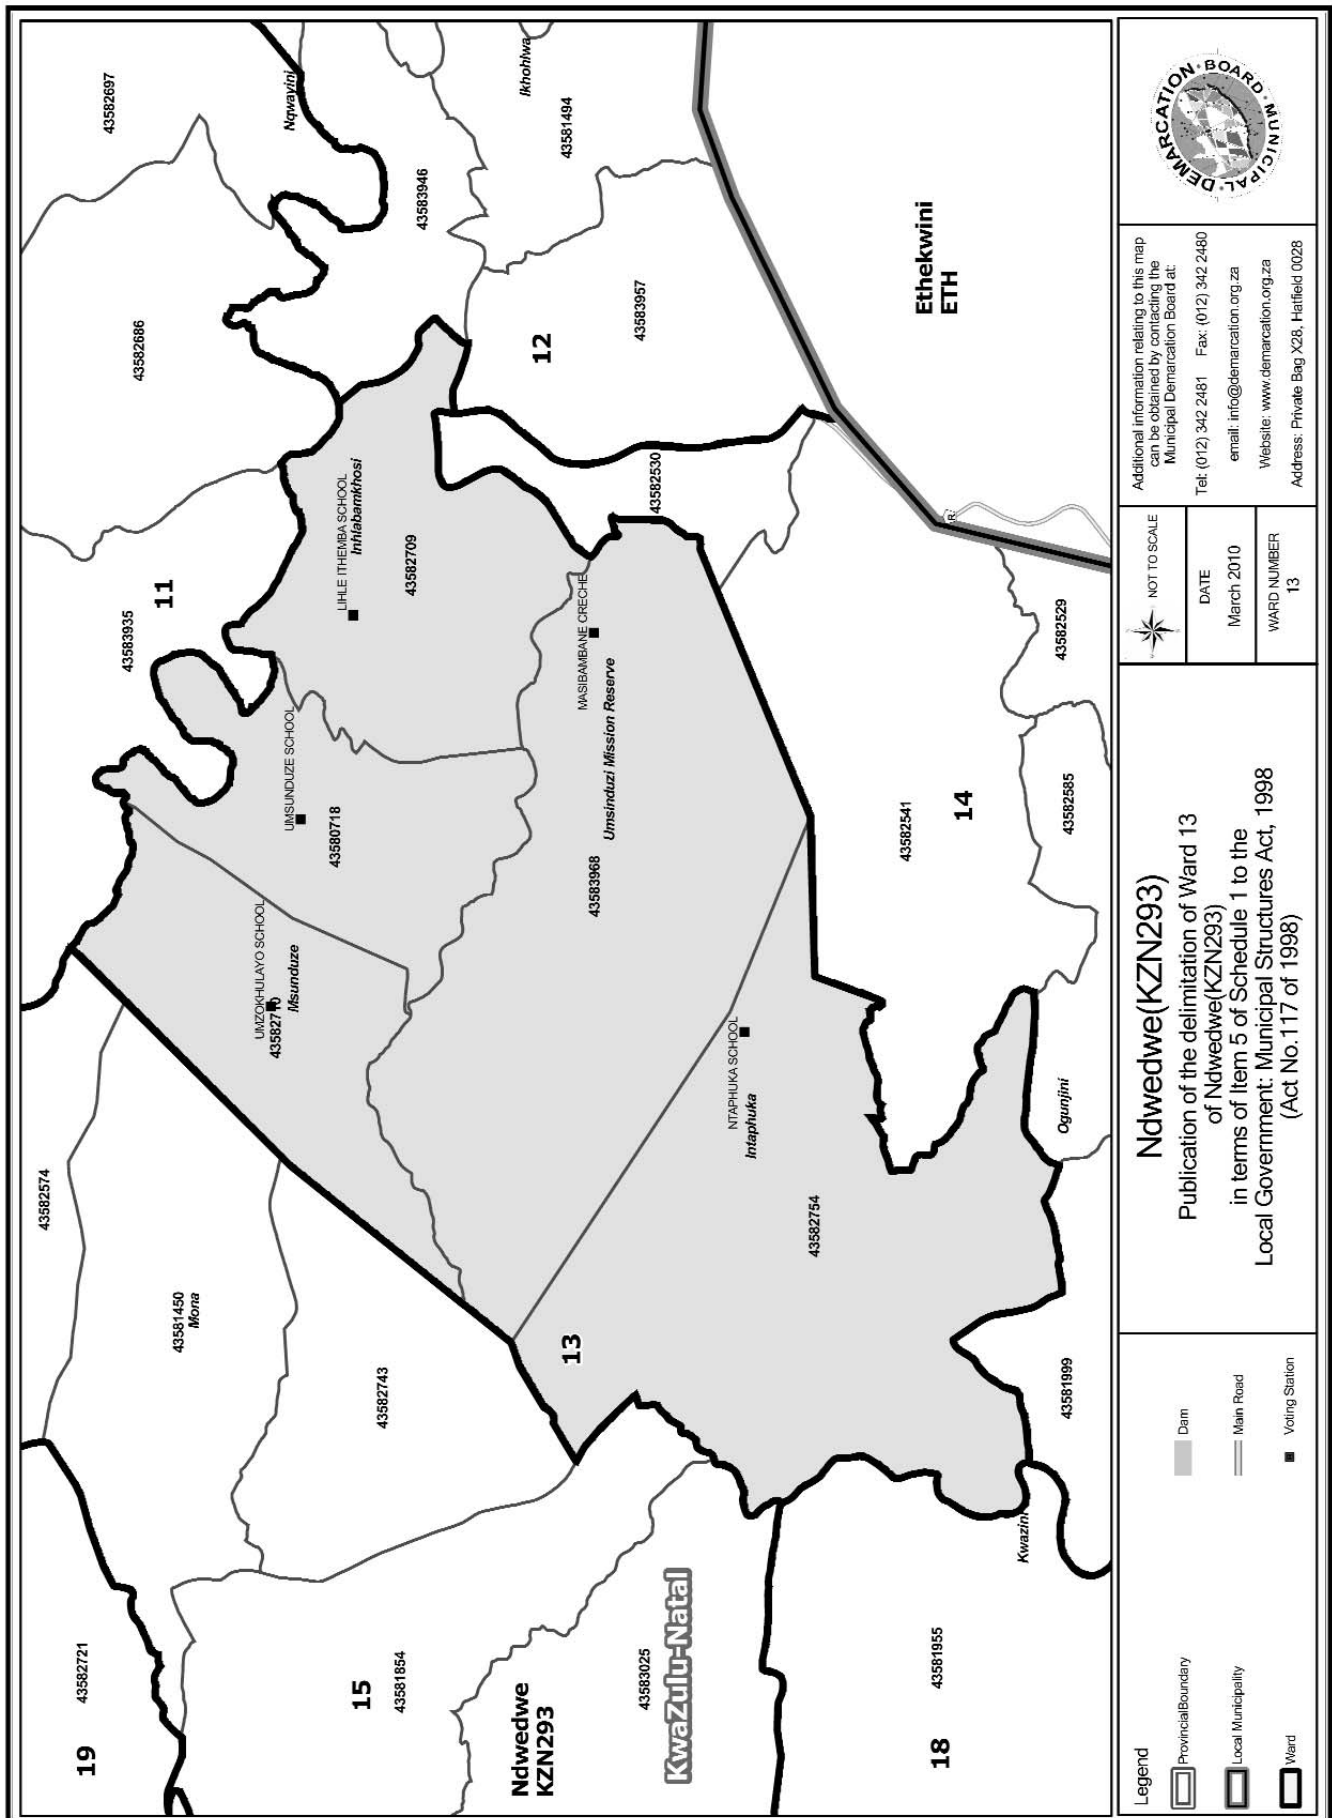 43582697
Nqwayini
Ikhohlwa
43581494
43583946
43582686
43583957
12
Ethekwini
ETH
43583935
11
LIHLE ITHEMBA SCHOOL
Inhlabamkhosi
43582709
43582530
MASIBAMBANE CRECHE
Umsinduzi Mission Reserve
UMSUNDUZE SCHOOL
43580718
43583968
43582529
43582585
14
43582541
UMZOKHULAYO SCHOOL
43582710
Msunduze
NTAPHUKA SCHOOL
Intaphuka
43582754
Ogunjini
43582574
43581450
Mona
43582743
13
43581999
Kwazini
19
43582721
15
43581854
Ndwedwe
KZN293
43583025
KwaZulu-Natal
18
43581955
Legend
ProvincialBoundary
Local Municipality
Ward
Dam
Main Road
Voting Station
Ndwedwe(KZN293)
Publication of the delimitation of Ward 13
of Ndwedwe(KZN293)
in terms of Item 5 of Schedule 1 to the
Local Government: Municipal Structures Act, 1998
(Act No.117 of 1998)
NOT TO SCALE
DATE
March 2010
WARD NUMBER
13
Additional information relating to this map
can be obtained by contacting the
Municipal Demarcation Board at:
Tel: (012) 342 2481 Fax: (012) 342 2480
email: info@demarcation.org.za
Website: www.demarcation.org.za
Address: Private Bag X28, Hatfield 0028
MUNICIPAL · DEMARCATION · BOARD